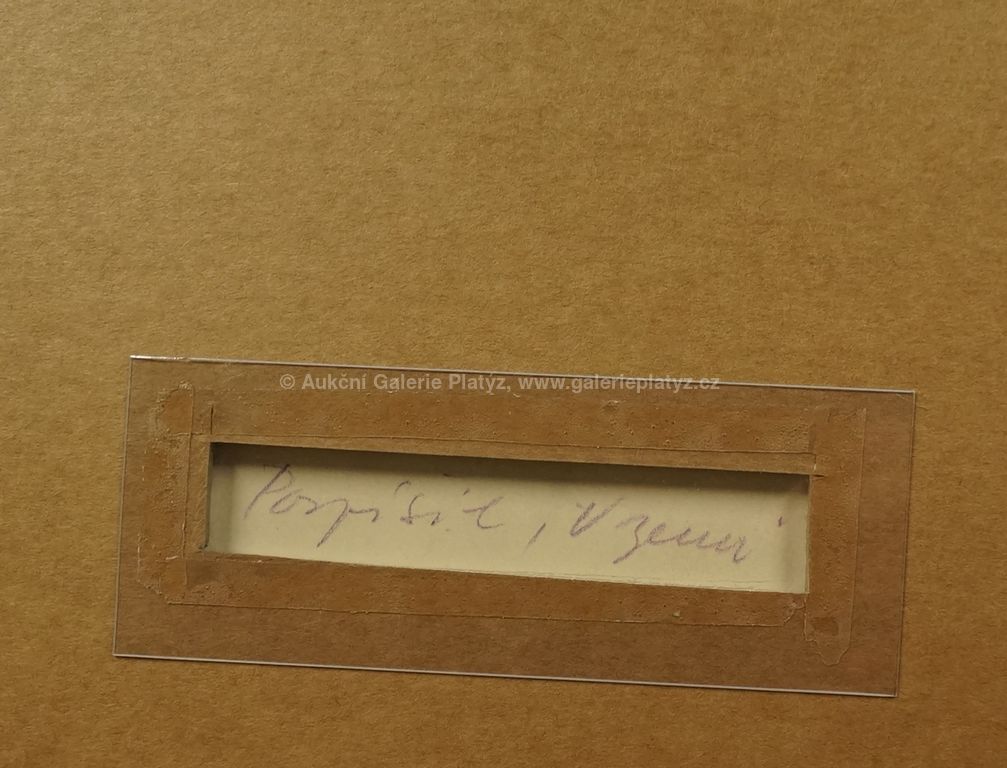 © Aukční Galerie Platýz, www.galerieplatyz.cz
Pospíšil, V zemi